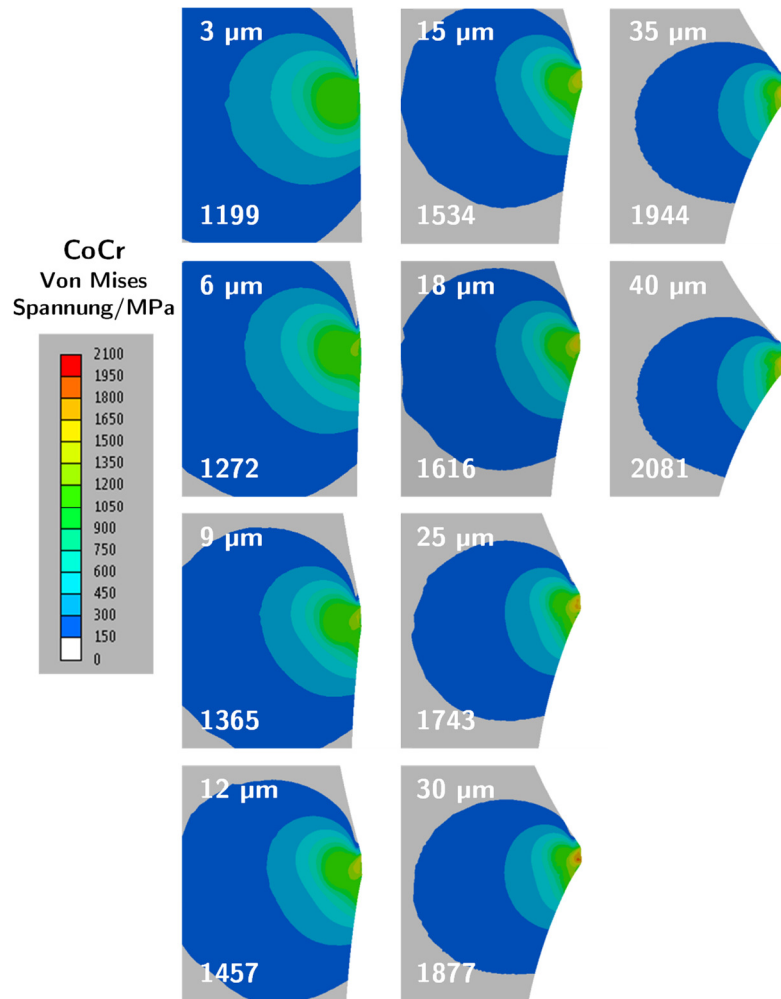 3 µm
1199
15 µm
1534
35 µm
1944
CoCr
Von Mises
Spannung/MPa
2100
1950
1800
1650
1500
1350
1200
1050
900
750
600
450
300
150
0
6 µm
1272
18 µm
1616
40 µm
2081
9 µm
1365
25 µm
1743
12 µm
1457
30 µm
1877